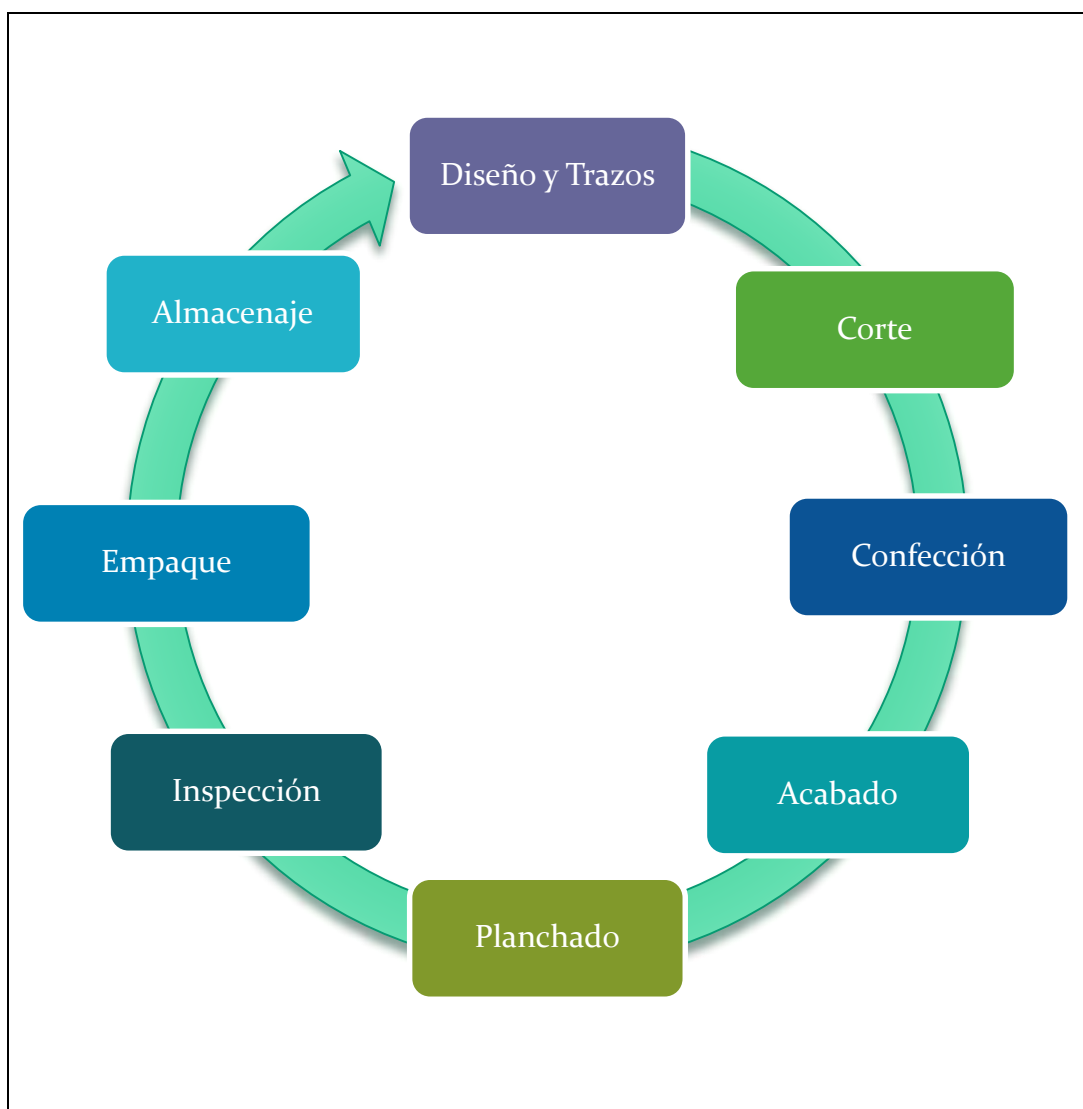 Diseño y Trazos
Corte
Confección
Acabado
Planchado
Inspección
Empaque
Almacenaje